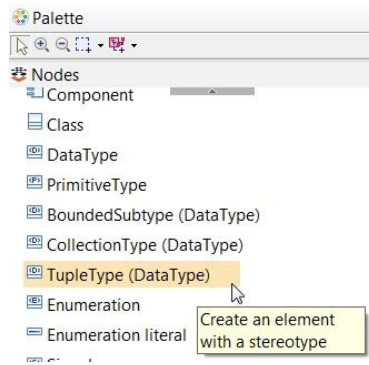 Palette
Nodes
Component
Class
DataType
PrimitiveType
BoundedSubtype (DataType)
CollectionType (DataType)
TupleType (DataType)
Enumeration
Enumeration literal
Create an element
with a stereotype